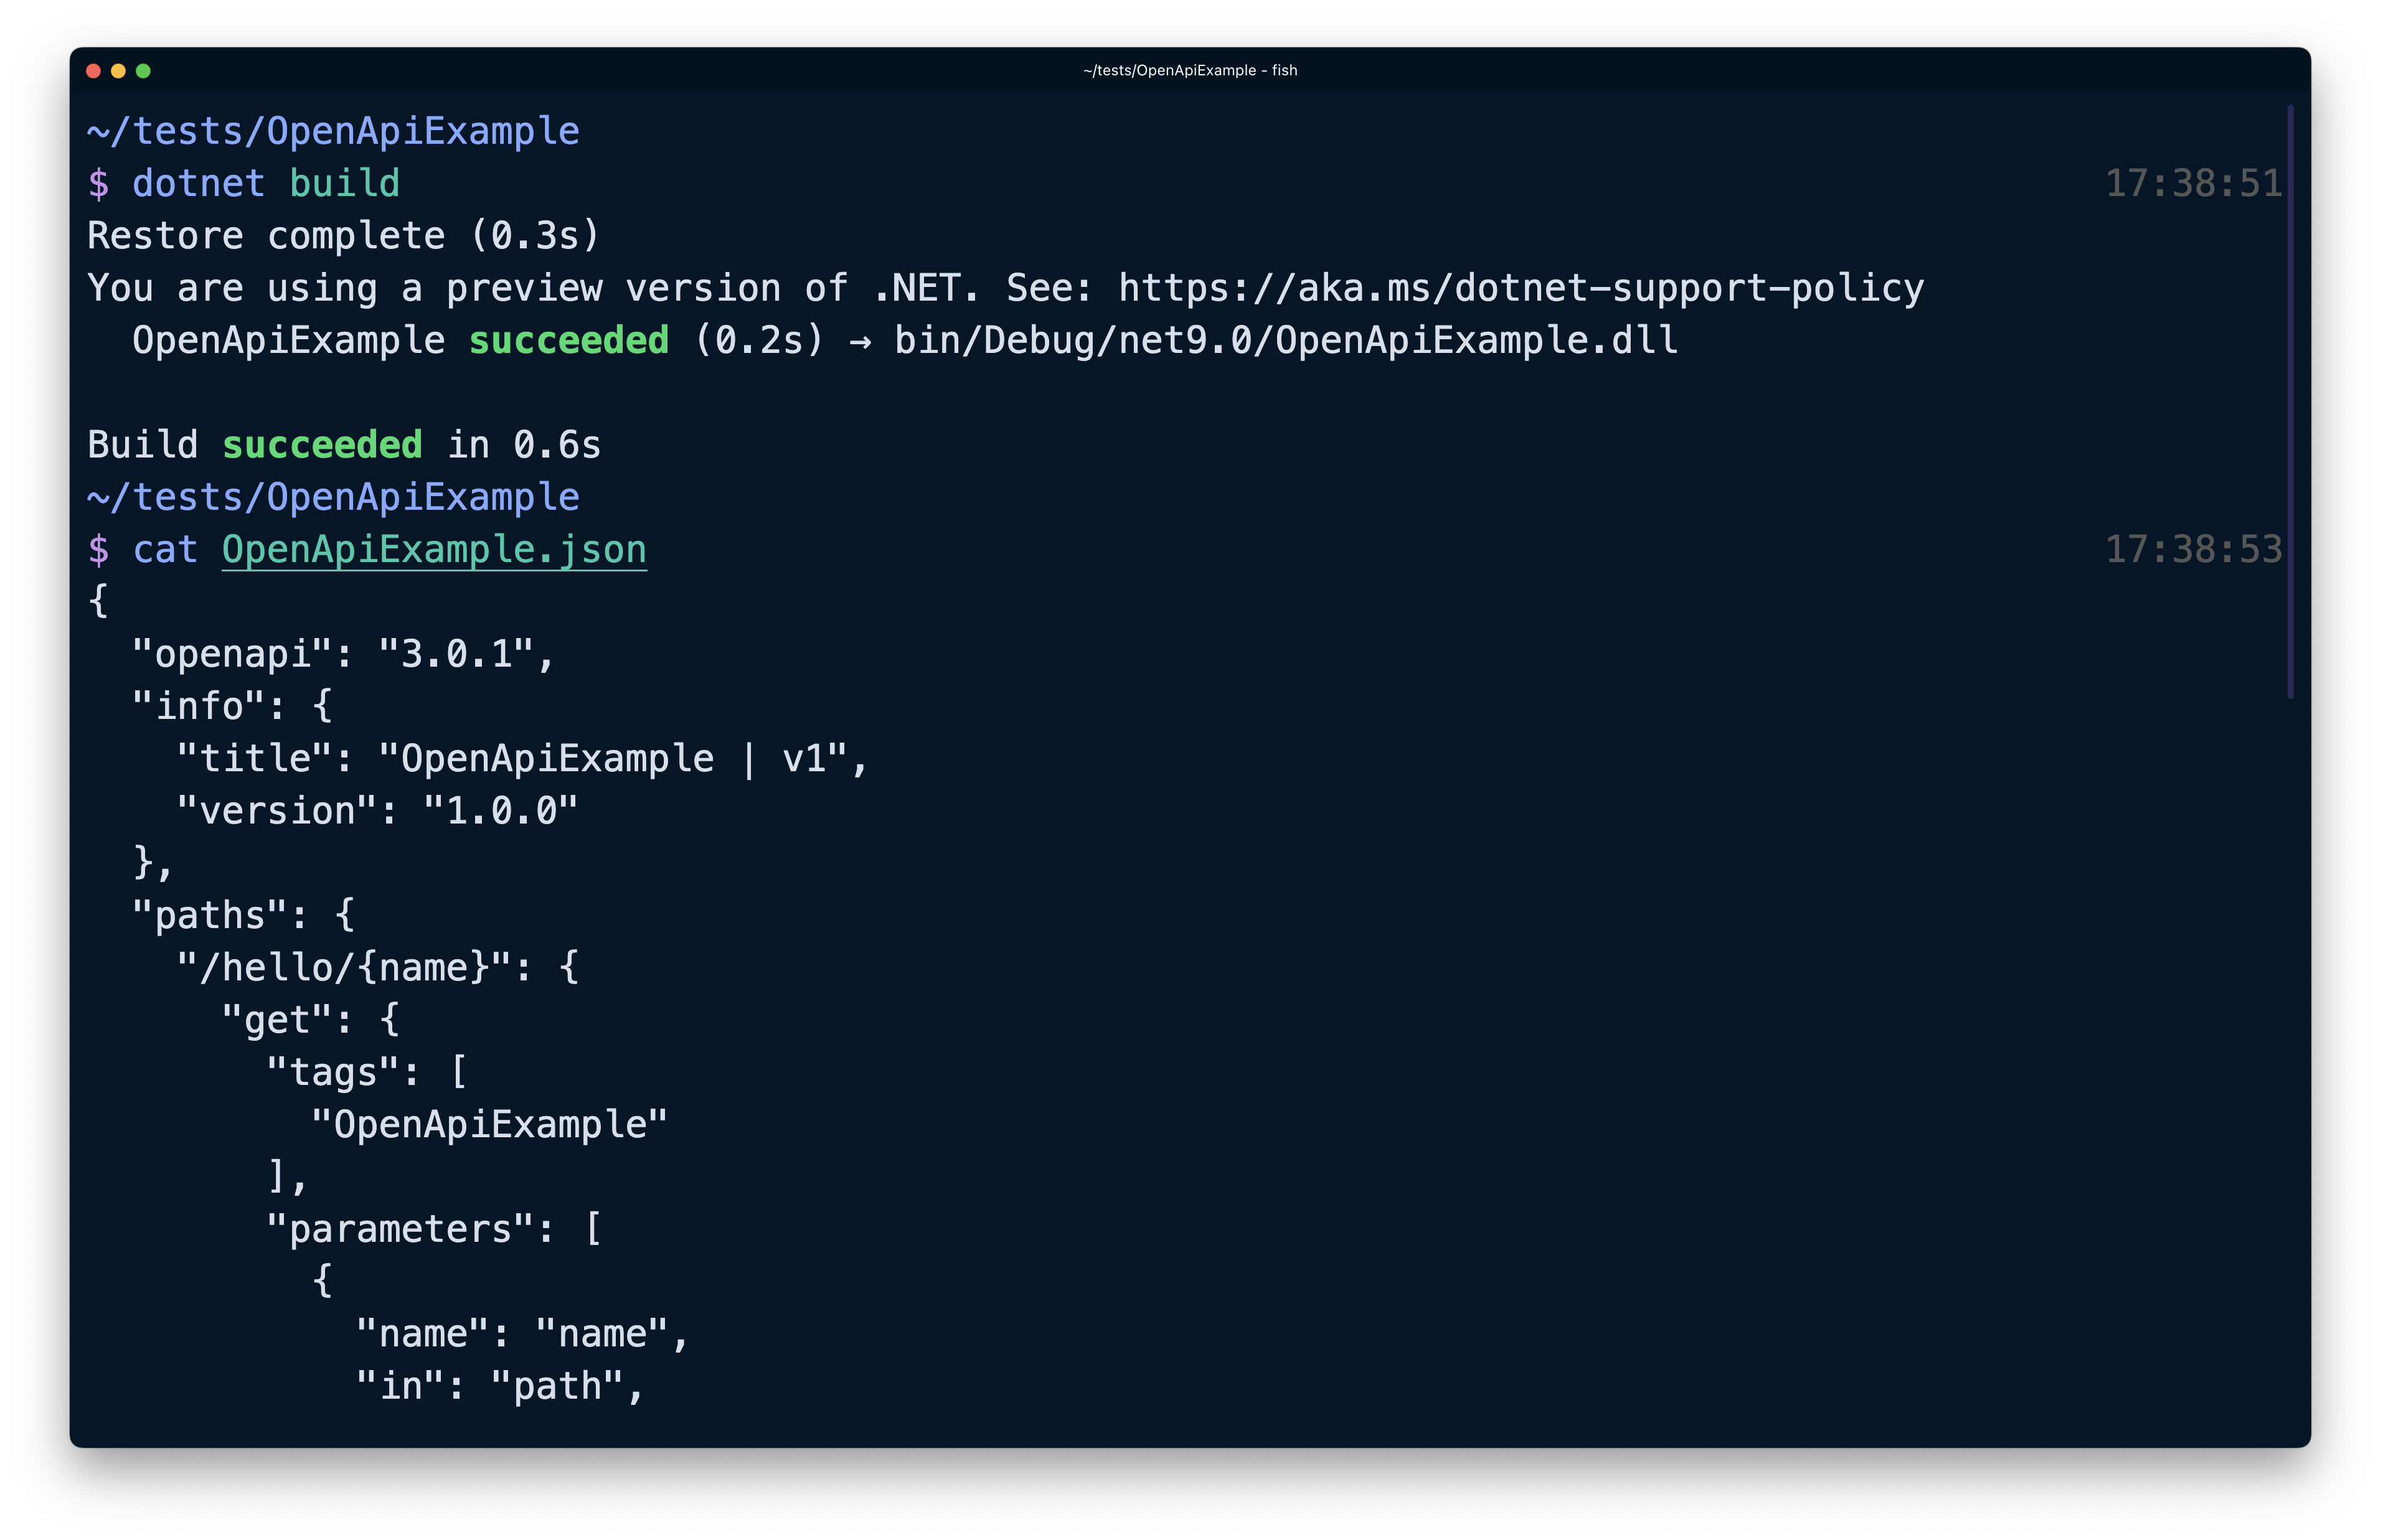 ~/tests/OpenApiExample - fish
~/tests/OpenApiExample
$ dotnet build 17:38:51
Restore complete (0.3s)
You are using a preview version of .NET. See: https://aka.ms/dotnet-support-policy
  OpenApiExample succeeded (0.2s) → bin/Debug/net9.0/OpenApiExample.dll

Build succeeded in 0.6s
~/tests/OpenApiExample
$ cat OpenApiExample.json 17:38:53
{
  "openapi": "3.0.1",
  "info": {
    "title": "OpenApiExample | v1",
    "version": "1.0.0"
  },
  "paths": {
    "/hello/{name}": {
      "get": {
        "tags": [
          "OpenApiExample"
        ],
        "parameters": [
          {
            "name": "name",
            "in": "path",